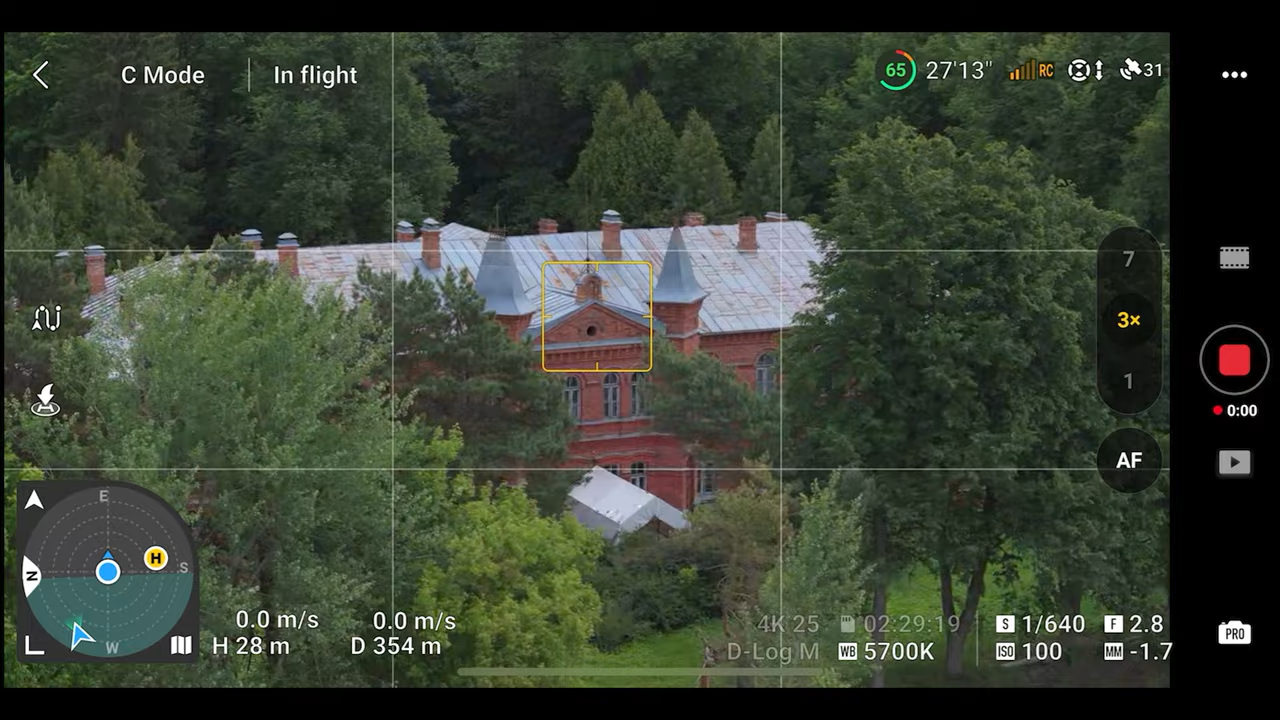 C Mode
In flight
65
27'13"
RC
31
7
3×
1
AF
0:00
E
H
S
N
W
0.0 m/s
0.0 m/s
H 28 m
D 354 m
4K 25
02:29:19
S 1/640
F 2.8
D-Log M
WB 5700K
ISO 100
MM -1.7
PRO